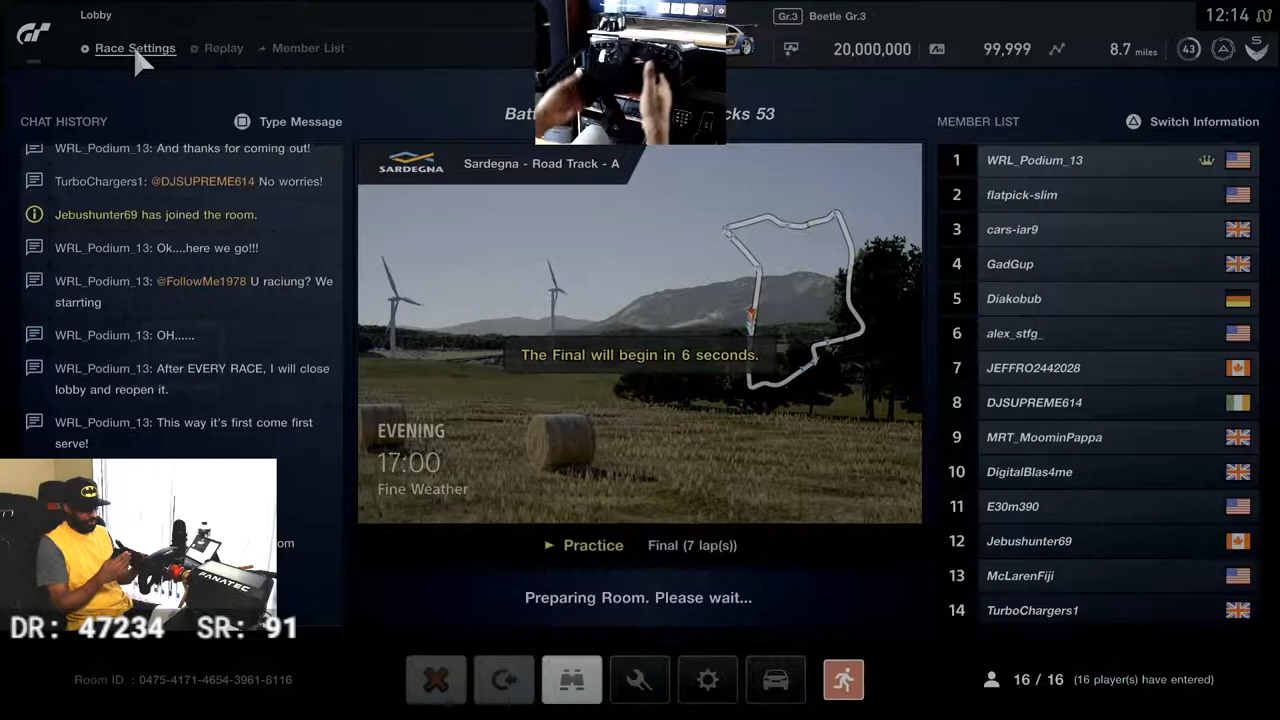 Lobby
Race Settings
Replay
Member List
Gr.3 Beetle Gr.3
12:14
20,000,000
99,999
8.7 miles
43
S
CHAT HISTORY
Type Message
WRL_Podium_13: And thanks for coming out!
TurboChargers1: @DJSUPREME614 No worries!
Jebushunter69 has joined the room.
WRL_Podium_13: Ok....here we go!!!
WRL_Podium_13: @FollowMe1978 U raciung? We
starrting
WRL_Podium_13: OH......
WRL_Podium_13: After EVERY RACE, I will close
lobby and reopen it.
WRL_Podium_13: This way it's first come first
serve!
om
FANATEC
DR: 47234 SR: 91
Room ID : 0475-4171-4654-3961-8116
cks 53
SARDEGNA
Sardegna - Road Track - A
The Final will begin in 6 seconds.
EVENING
17:00
Fine Weather
Practice
Final (7 lap(s))
Preparing Room. Please wait...
MEMBER LIST
Switch Information
1 WRL_Podium_13
2 flatpick-slim
3 cars-iar9
4 GadGup
5 Diakobub
6 alex_stfg_
7 JEFFRO2442028
8 DJSUPREME614
9 MRT_MoominPappa
10 DigitalBlas4me
11 E30m390
12 Jebushunter69
13 McLarenFiji
14 TurboChargers1
16 / 16 (16 player(s) have entered)